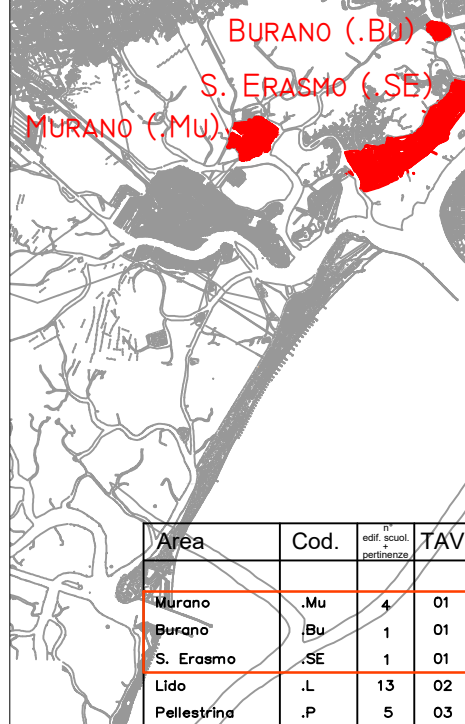 BURANO (.BU)
S. ERASMO (.SE)
MURANO (.MU)
Area Cod. n° edif. scuol. + pertinenze TAV
Murano .Mu 4 01
Burano .Bu 1 01
S. Erasmo .SE 1 01
Lido .L 13 02
Pellestrina .P 5 03